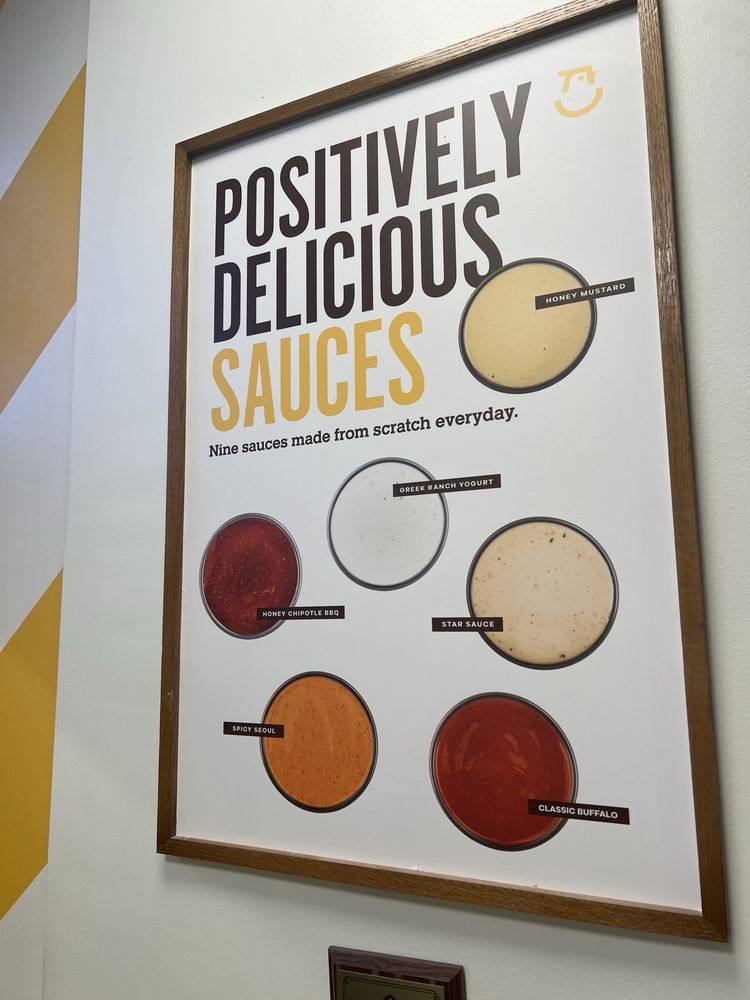 POSITIVELY
DELICIOUS
SAUCES
Nine sauces made from scratch everyday.
HONEY MUSTARD
GREEK RANCH YOGURT
HONEY CHIPOTLE BBQ
STAR SAUCE
SPICY SEOUL
CLASSIC BUFFALO